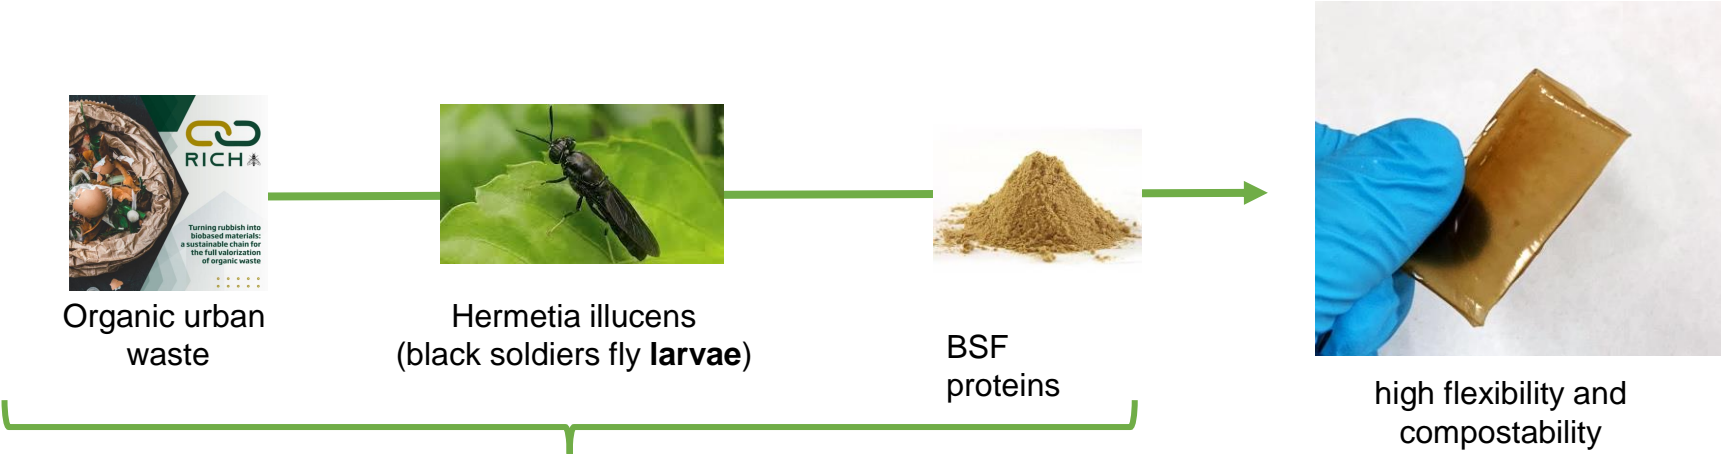 RICH
Turning rubbish into
biobased materials:
a sustainable chain for
the full valorization
of organic waste
Organic urban
waste
Hermetia illucens
(black soldiers fly larvae)
BSF
proteins
high flexibility and
compostability